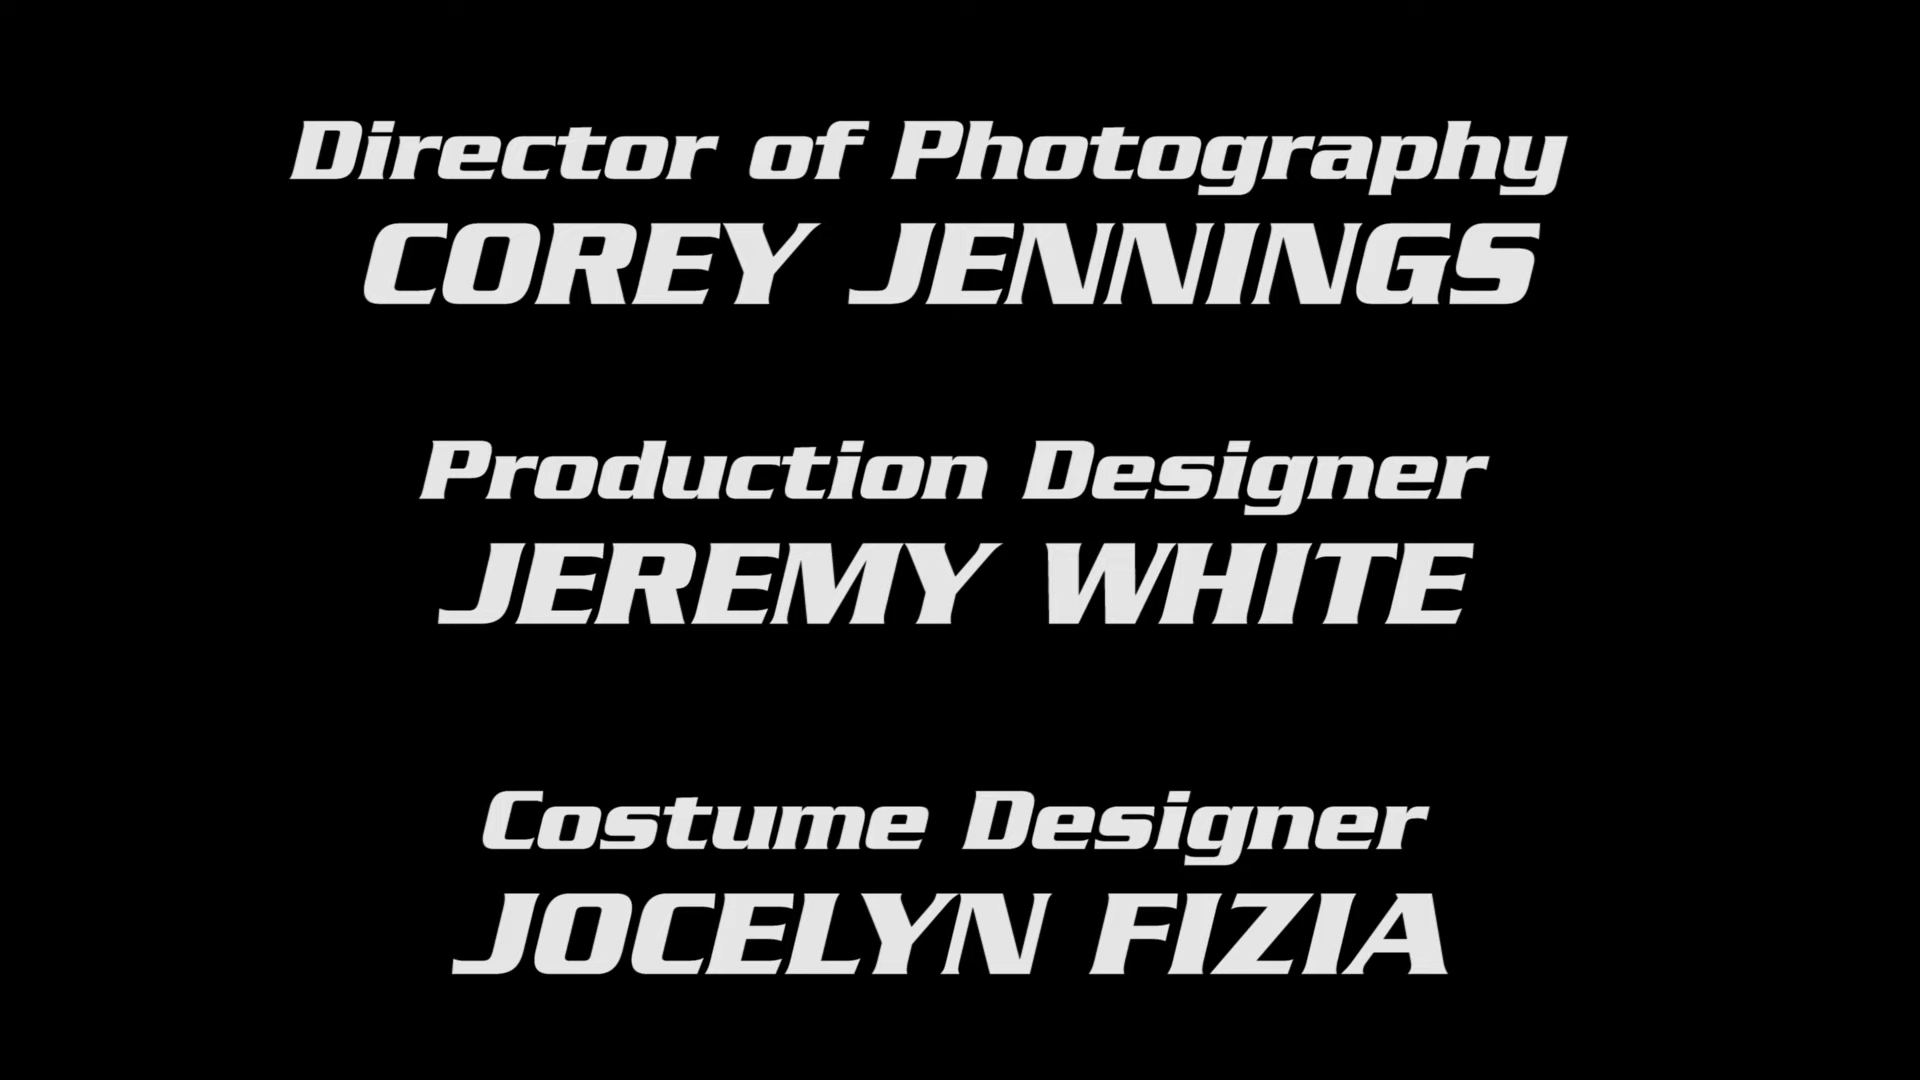 Director of Photography
COREY JENNINGS
Production Designer
JEREMY WHITE
Costume Designer
JOCELYN FIZIA